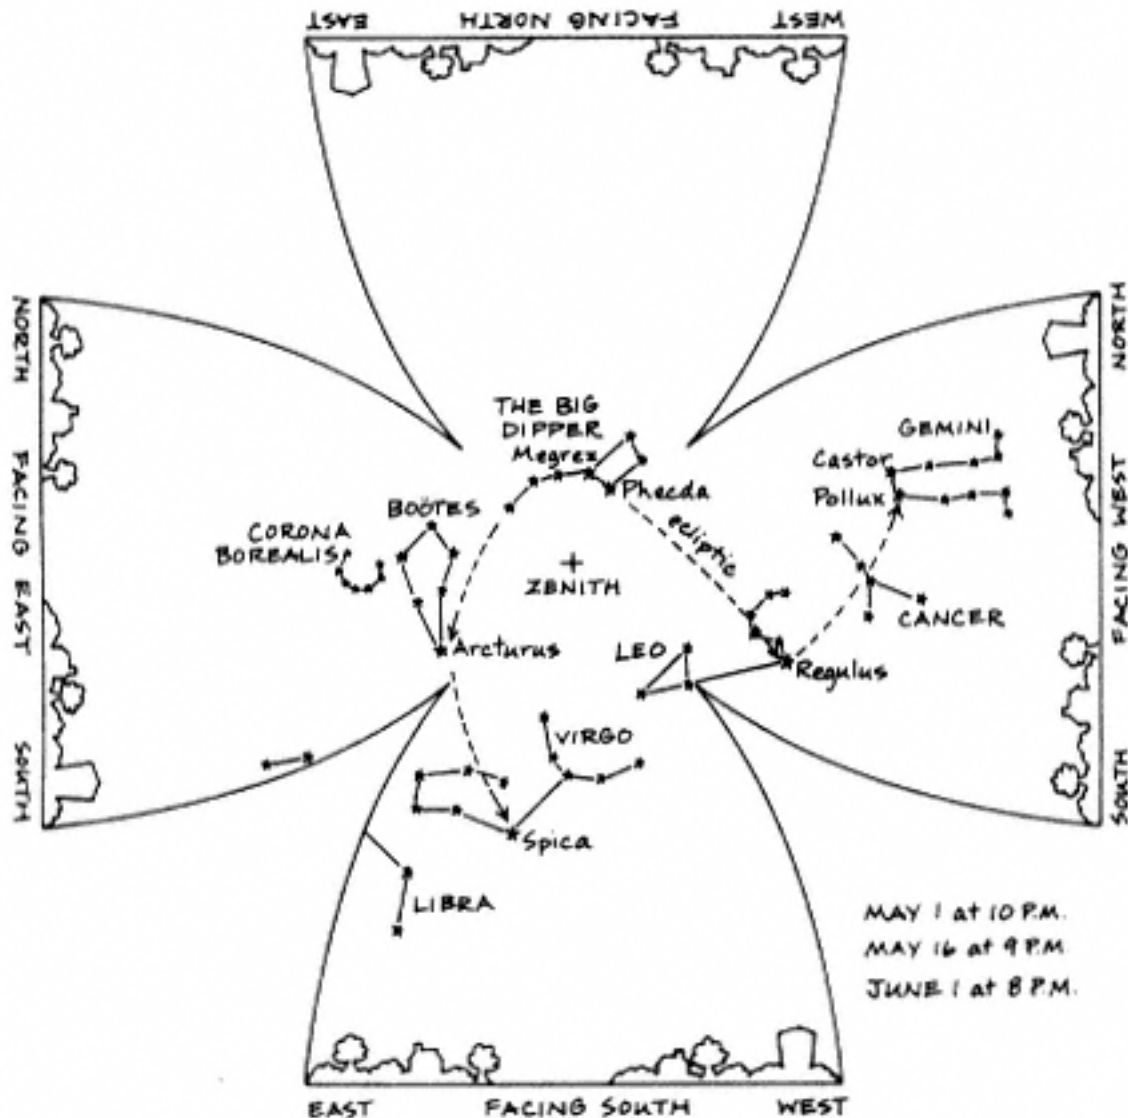 WEST FACING NORTH EAST
NORTH FACING EAST SOUTH
NORTH FACING WEST SOUTH
THE BIG
DIPPER
Megrez
Phecda
GEMINI
Castor
Pollux
BOÖTES
CORONA
BOREALIS
ecliptic
ZENITH
CANCER
Arcturus
LEO
Regulus
VIRGO
Spica
LIBRA
MAY 1 at 10 P.M.
MAY 16 at 9 P.M.
JUNE 1 at 8 P.M.
EAST FACING SOUTH WEST